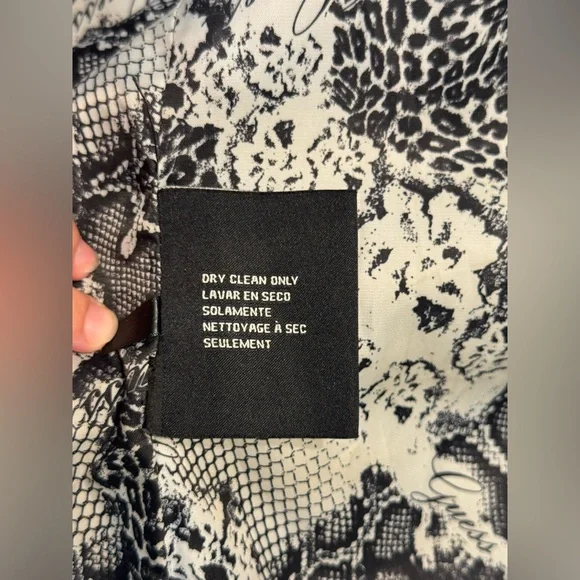 DRY CLEAN ONLY
LAVAR EN SECO
SOLAMENTE
NETTOYAGE À SEC
SEULEMENT
Guess